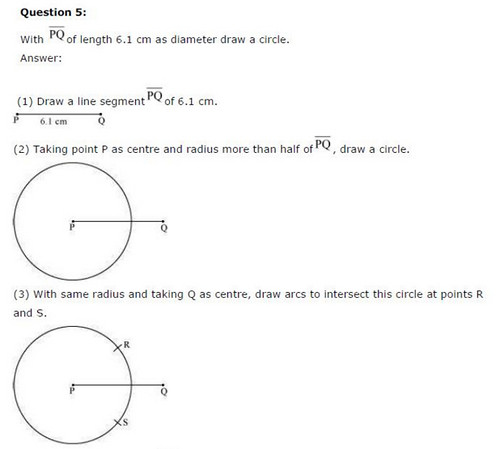 Question 5:
With PQ of length 6.1 cm as diameter draw a circle.
Answer:
(1) Draw a line segment PQ of 6.1 cm.
P 6.1 cm Q
(2) Taking point P as centre and radius more than half of PQ , draw a circle.
P Q
(3) With same radius and taking Q as centre, draw arcs to intersect this circle at points R
and S.
R
P Q
S